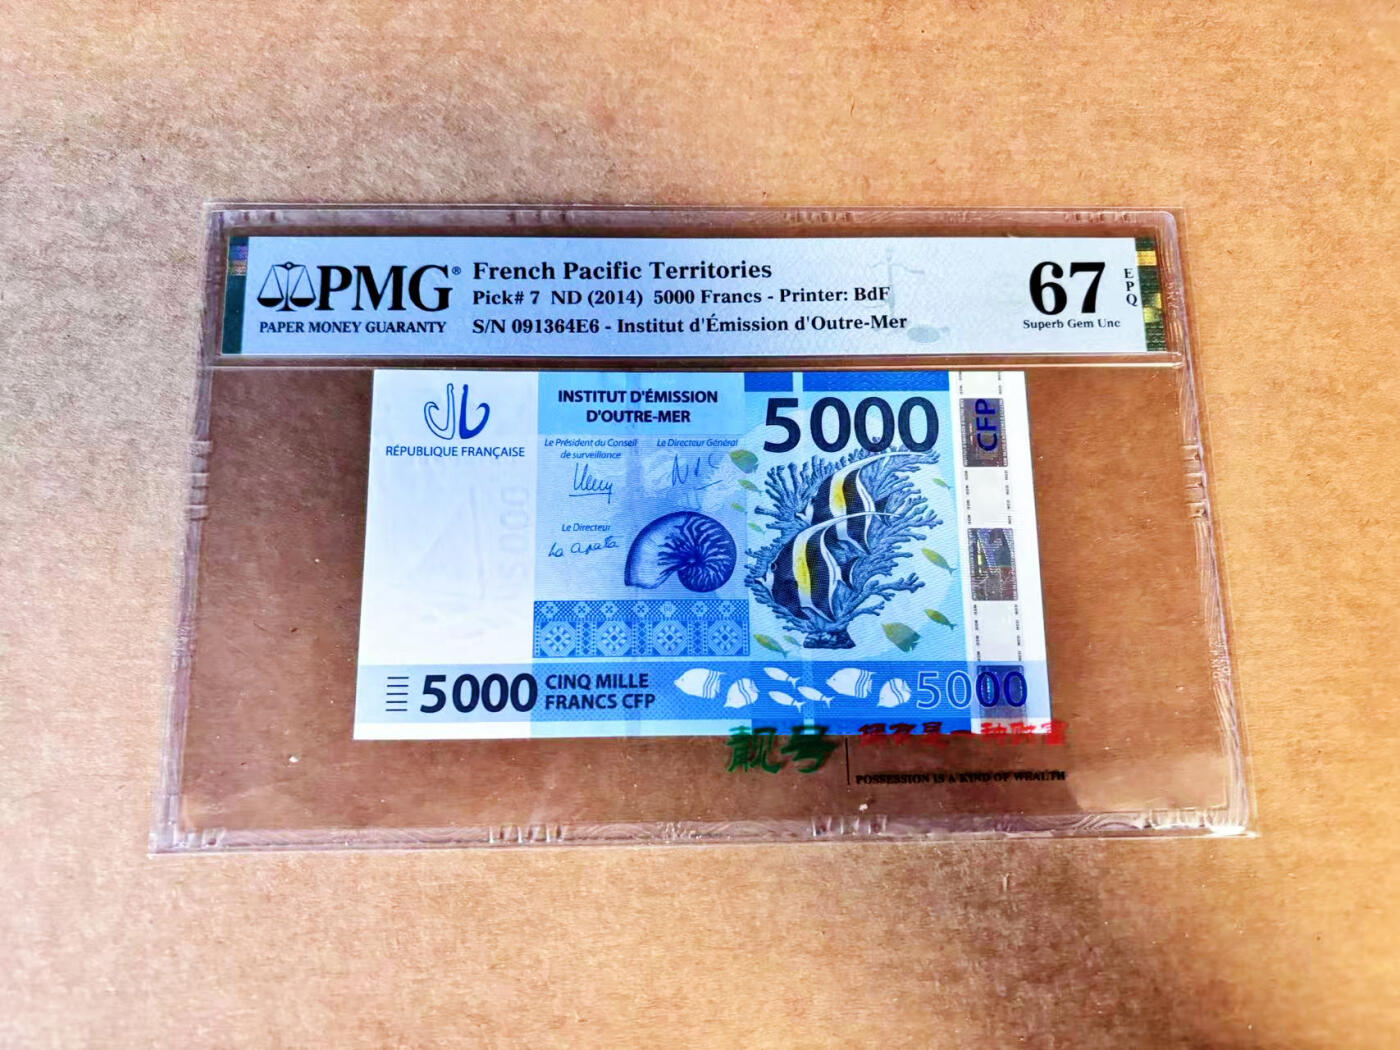 PMG®
PAPER MONEY GUARANTY
French Pacific Territories
Pick# 7 ND (2014) 5000 Francs - Printer: BdF
S/N 091364E6 - Institut d'Émission d'Outre-Mer
67
EPQ
Superb Gem Unc
RÉPUBLIQUE FRANÇAISE
INSTITUT D'ÉMISSION
D'OUTRE-MER
Le Président du Conseil
de surveillance
Le Directeur Général
Le Directeur
5000
CFP
5000
5000
CINQ MILLE
FRANCS CFP
5000
靓号
POSSESSION IS A KIND OF WEALTH